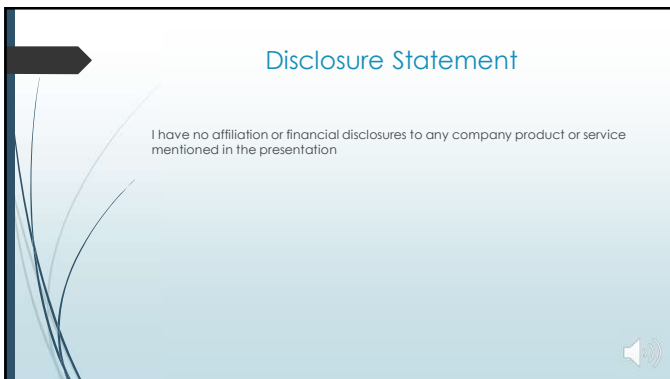 Disclosure Statement
I have no affiliation or financial disclosures to any company product or service
mentioned in the presentation